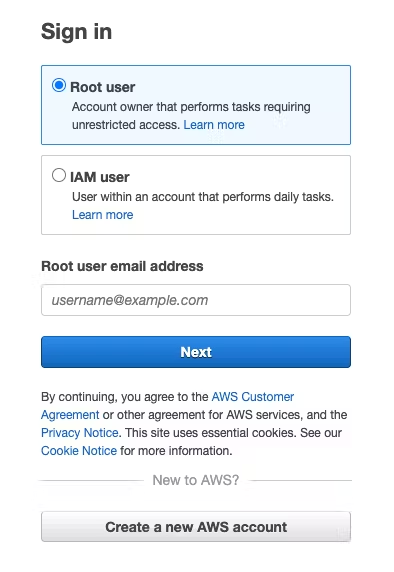 Sign in
Root user
Account owner that performs tasks requiring
unrestricted access. Learn more
IAM user
User within an account that performs daily tasks.
Learn more
Root user email address
username@example.com
Next
By continuing, you agree to the AWS Customer
Agreement or other agreement for AWS services, and the
Privacy Notice. This site uses essential cookies. See our
Cookie Notice for more information.
New to AWS?
Create a new AWS account